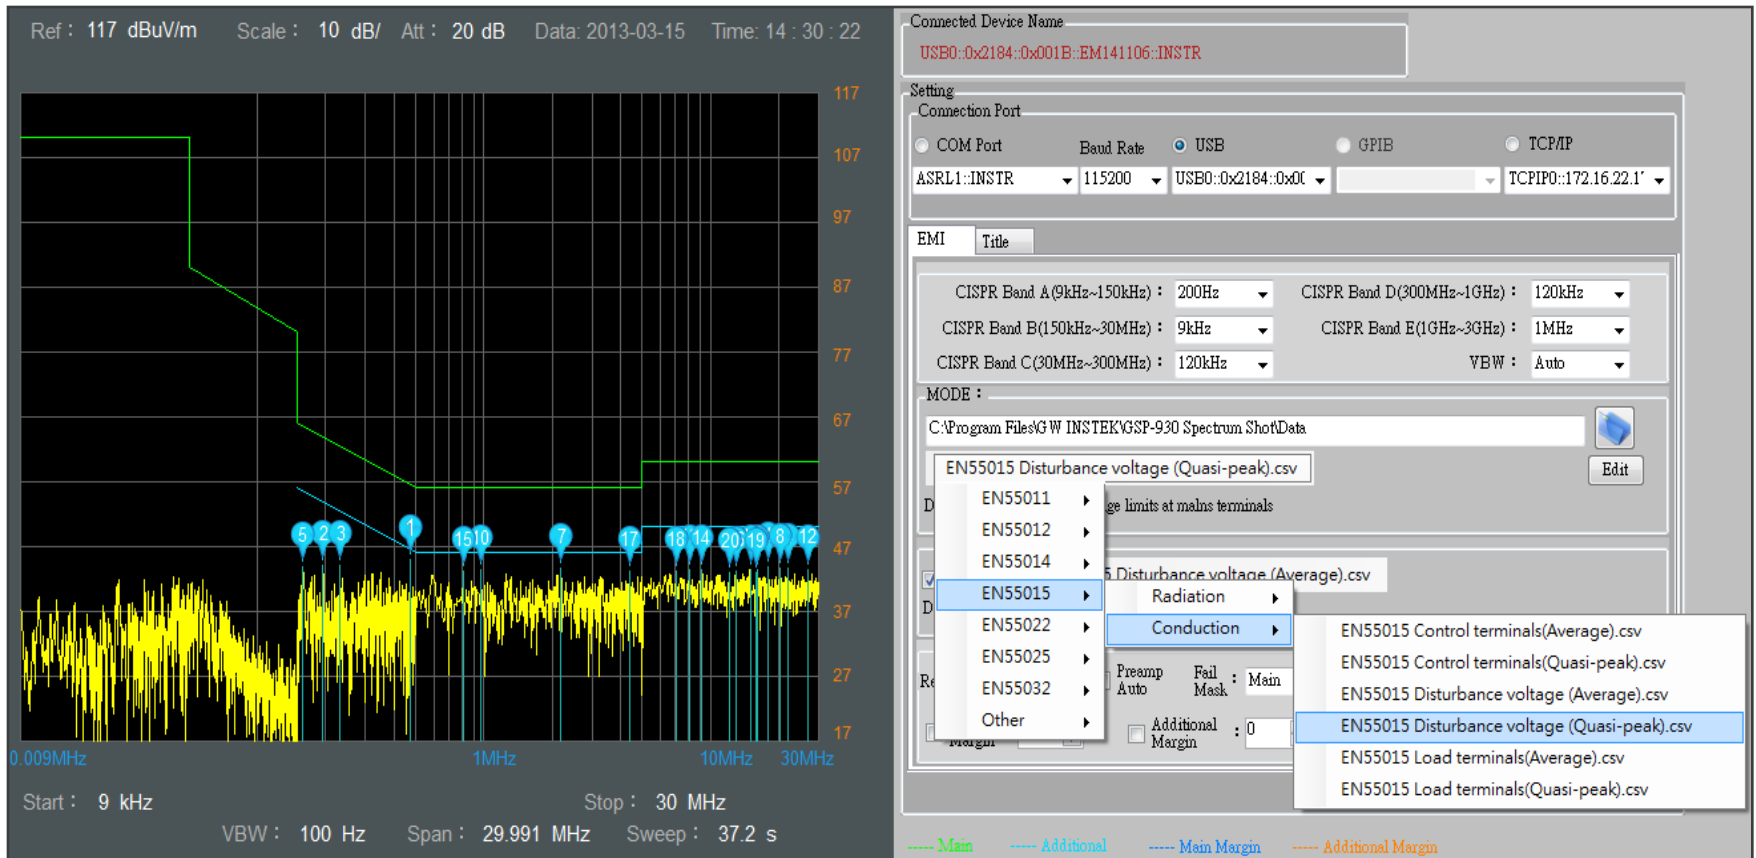 Ref : 117 dBuV/m Scale : 10 dB/ Att : 20 dB Data: 2013-03-15 Time: 14 : 30 : 22
117
107
97
87
77
67
57
47
37
27
17
5 2 3 1 15 10 7 17 18 14 20 19 8 12
0.009MHz 1MHz 10MHz 30MHz
Start : 9 kHz Stop : 30 MHz
VBW : 100 Hz Span : 29.991 MHz Sweep : 37.2 s
Connected Device Name
USB0::0x2184::0x001B::EM141106::INSTR
Setting
Connection Port
COM Port Baud Rate USB GPIB TCP/IP
ASRL1::INSTR 115200 USB0::0x2184::0x00( TCPIP0::172.16.22.1
EMI Title
CISPR Band A(9kHz~150kHz) : 200Hz CISPR Band D(300MHz~1GHz) : 120kHz
CISPR Band B(150kHz~30MHz) : 9kHz CISPR Band E(1GHz~3GHz) : 1MHz
CISPR Band C(30MHz~300MHz) : 120kHz VBW : Auto
MODE :
C:\Program Files\GW INSTEK\GSP-930 Spectrum Shot\Data
EN55015 Disturbance voltage (Quasi-peak).csv Edit
D ge limits at mains terminals
EN55011
EN55012
EN55014
EN55015
EN55022
EN55025
EN55032
Other
5 Disturbance voltage (Average).csv
D
Radiation
Conduction
EN55015 Control terminals(Average).csv
EN55015 Control terminals(Quasi-peak).csv
EN55015 Disturbance voltage (Average).csv
EN55015 Disturbance voltage (Quasi-peak).csv
EN55015 Load terminals(Average).csv
EN55015 Load terminals(Quasi-peak).csv
Re Preamp Auto Fail Mask : Main
Margin Additional Margin : 0
----- Main ----- Additional ----- Main Margin ----- Additional Margin